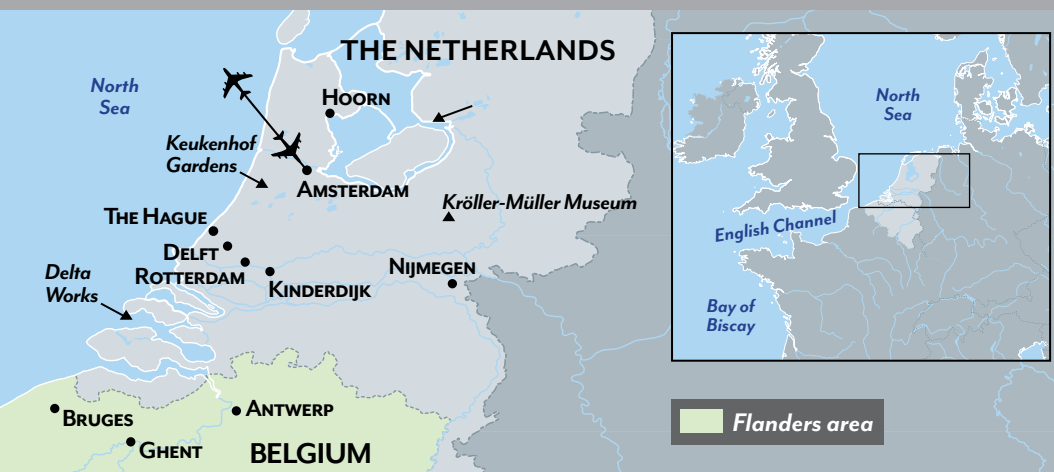 THE NETHERLANDS
North
Sea
HOORN
Keukenhof
Gardens
AMSTERDAM
Kröller-Müller Museum
THE HAGUE
DELFT
ROTTERDAM
KINDERDIJK
NIJMEGEN
Delta
Works
BRUGES
GHENT
ANTWERP
BELGIUM
North
Sea
English Channel
Bay of
Biscay
Flanders area